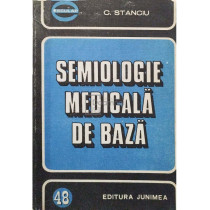 C. STANCIU
SEMIOLOGIE
MEDICALĂ
DE BAZĂ
48
EDITURA JUNIMEA